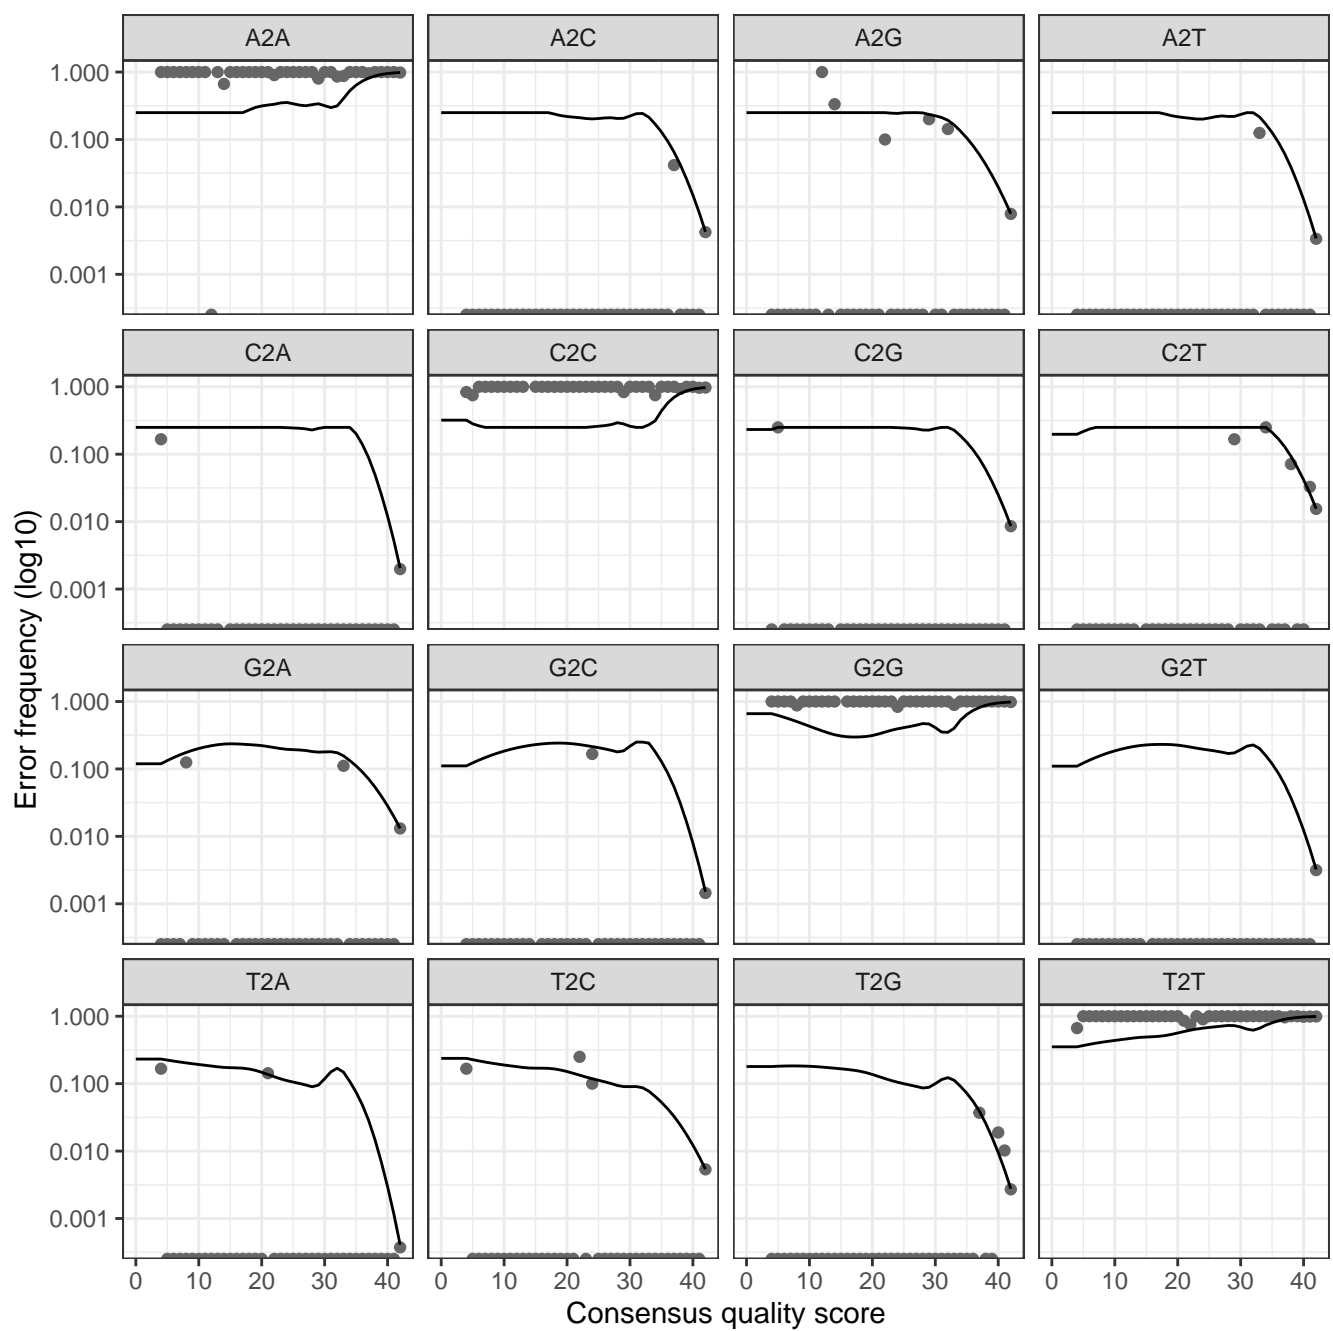 A2A A2C A2G A2T
1.000
0.100
0.010
0.001
C2A C2C C2G C2T
1.000
0.100
0.010
0.001
G2A G2C G2G G2T
1.000
0.100
0.010
0.001
T2A T2C T2G T2T
1.000
0.100
0.010
0.001
Error frequency (log10)
0 10 20 30 40 0 10 20 30 40 0 10 20 30 40 0 10 20 30 40
Consensus quality score